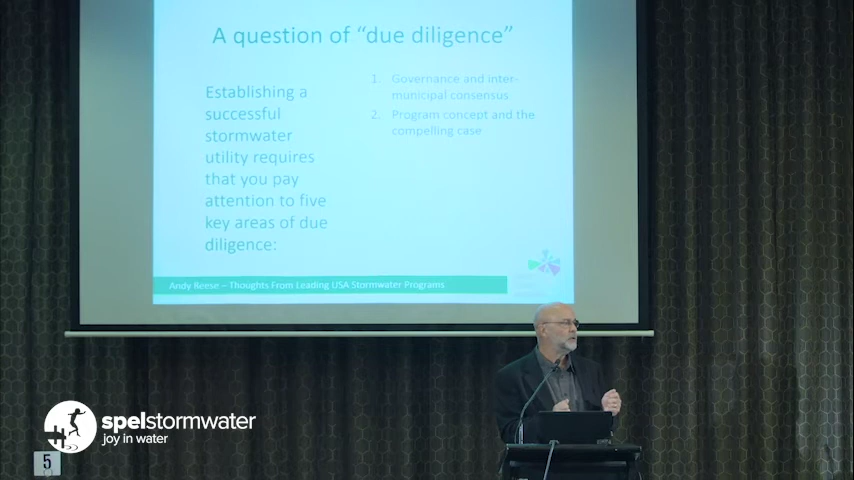 A question of “due diligence”
Establishing a
successful
stormwater
utility requires
that you pay
attention to five
key areas of due
diligence:
1. Governance and inter-
municipal consensus
2. Program concept and the
compelling case
Andy Reese – Thoughts From Leading USA Stormwater Programs
spelstormwater
joy in water
5